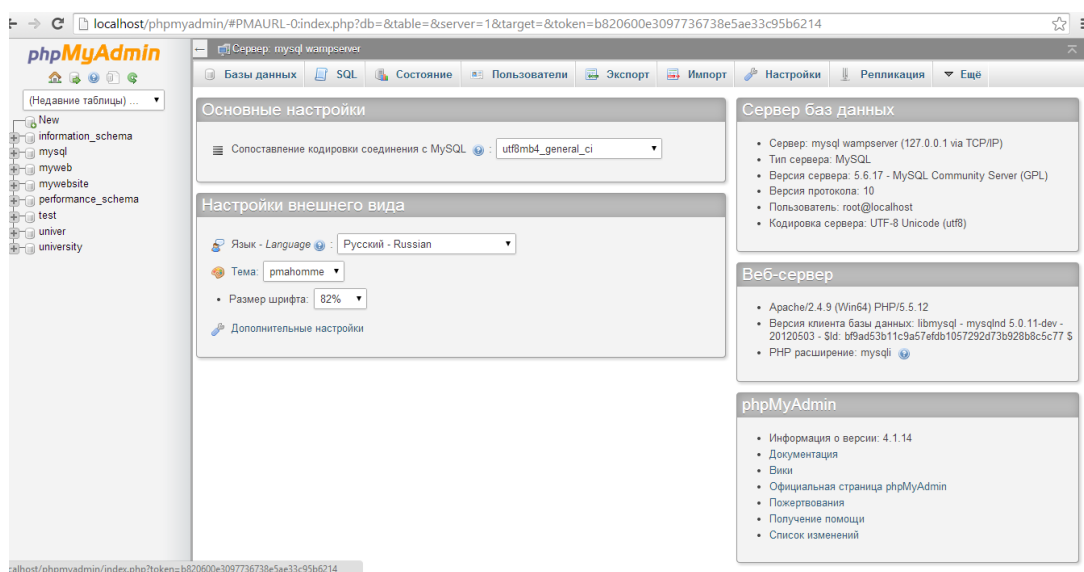 localhost/phpmyadmin/#PMAURL-0:index.php?db=&table=&server=1&target=&token=b820600e3097736738e5ae33c95b6214
phpMyAdmin
(Недавние таблицы) ...
New
information_schema
mysql
myweb
mywebsite
performance_schema
test
univer
university
Сервер: mysql wampserver
Базы данных SQL Состояние Пользователи Экспорт Импорт Настройки Репликация Ещё
Основные настройки
Сопоставление кодировки соединения с MySQL : utf8mb4_general_ci
Настройки внешнего вида
Язык - Language : Русский - Russian
Тема: pmahomme
Размер шрифта: 82%
Дополнительные настройки
Сервер баз данных
Сервер: mysql wampserver (127.0.0.1 via TCP/IP)
Тип сервера: MySQL
Версия сервера: 5.6.17 - MySQL Community Server (GPL)
Версия протокола: 10
Пользователь: root@localhost
Кодировка сервера: UTF-8 Unicode (utf8)
Веб-сервер
Apache/2.4.9 (Win64) PHP/5.5.12
Версия клиента базы данных: libmysql - mysqlnd 5.0.11-dev -
20120503 - $Id: bf9ad53b11c9a57efdb1057292d73b928b8c5c77 $
PHP расширение: mysqli
phpMyAdmin
Информация о версии: 4.1.14
Документация
Вики
Официальная страница phpMyAdmin
Пожертвования
Получение помощи
Список изменений
calhost/phpmyadmin/index.php?token=b820600e3097736738e5ae33c95b6214